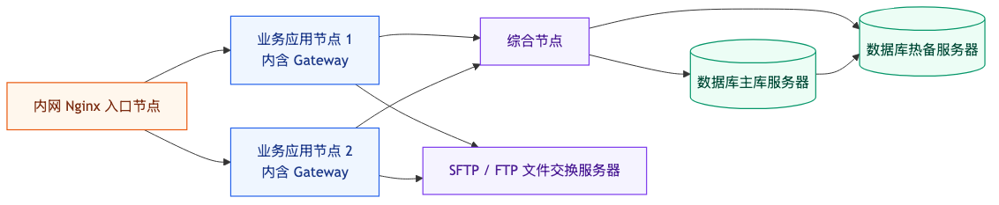 内网 Nginx 入口节点
业务应用节点 1
内含 Gateway
业务应用节点 2
内含 Gateway
综合节点
SFTP / FTP 文件交换服务器
数据库主库服务器
数据库热备服务器